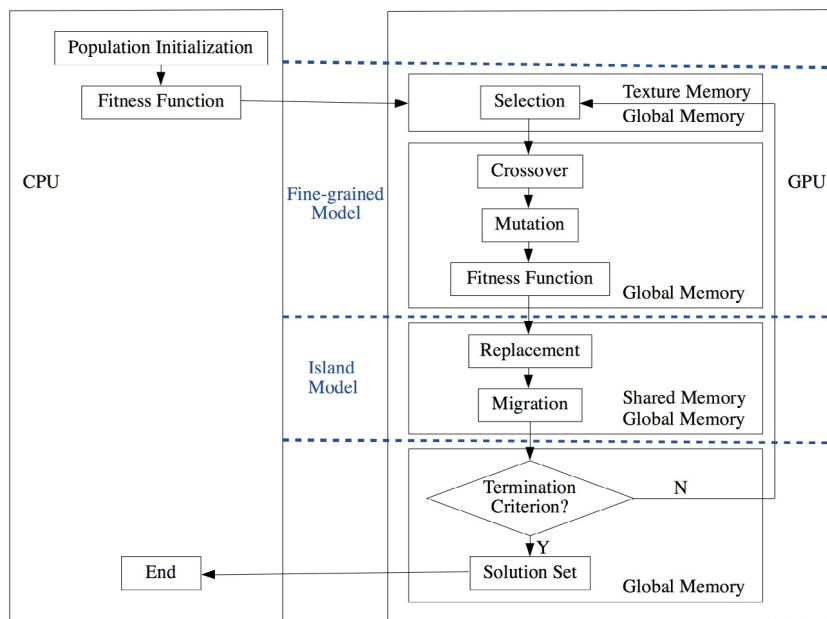 Population Initialization
Fitness Function
CPU
Fine-grained
Model
Island
Model
Selection
Texture Memory
Global Memory
GPU
Crossover
Mutation
Fitness Function
Global Memory
Replacement
Migration
Shared Memory
Global Memory
Termination
Criterion?
N
Y
Solution Set
End
Global Memory